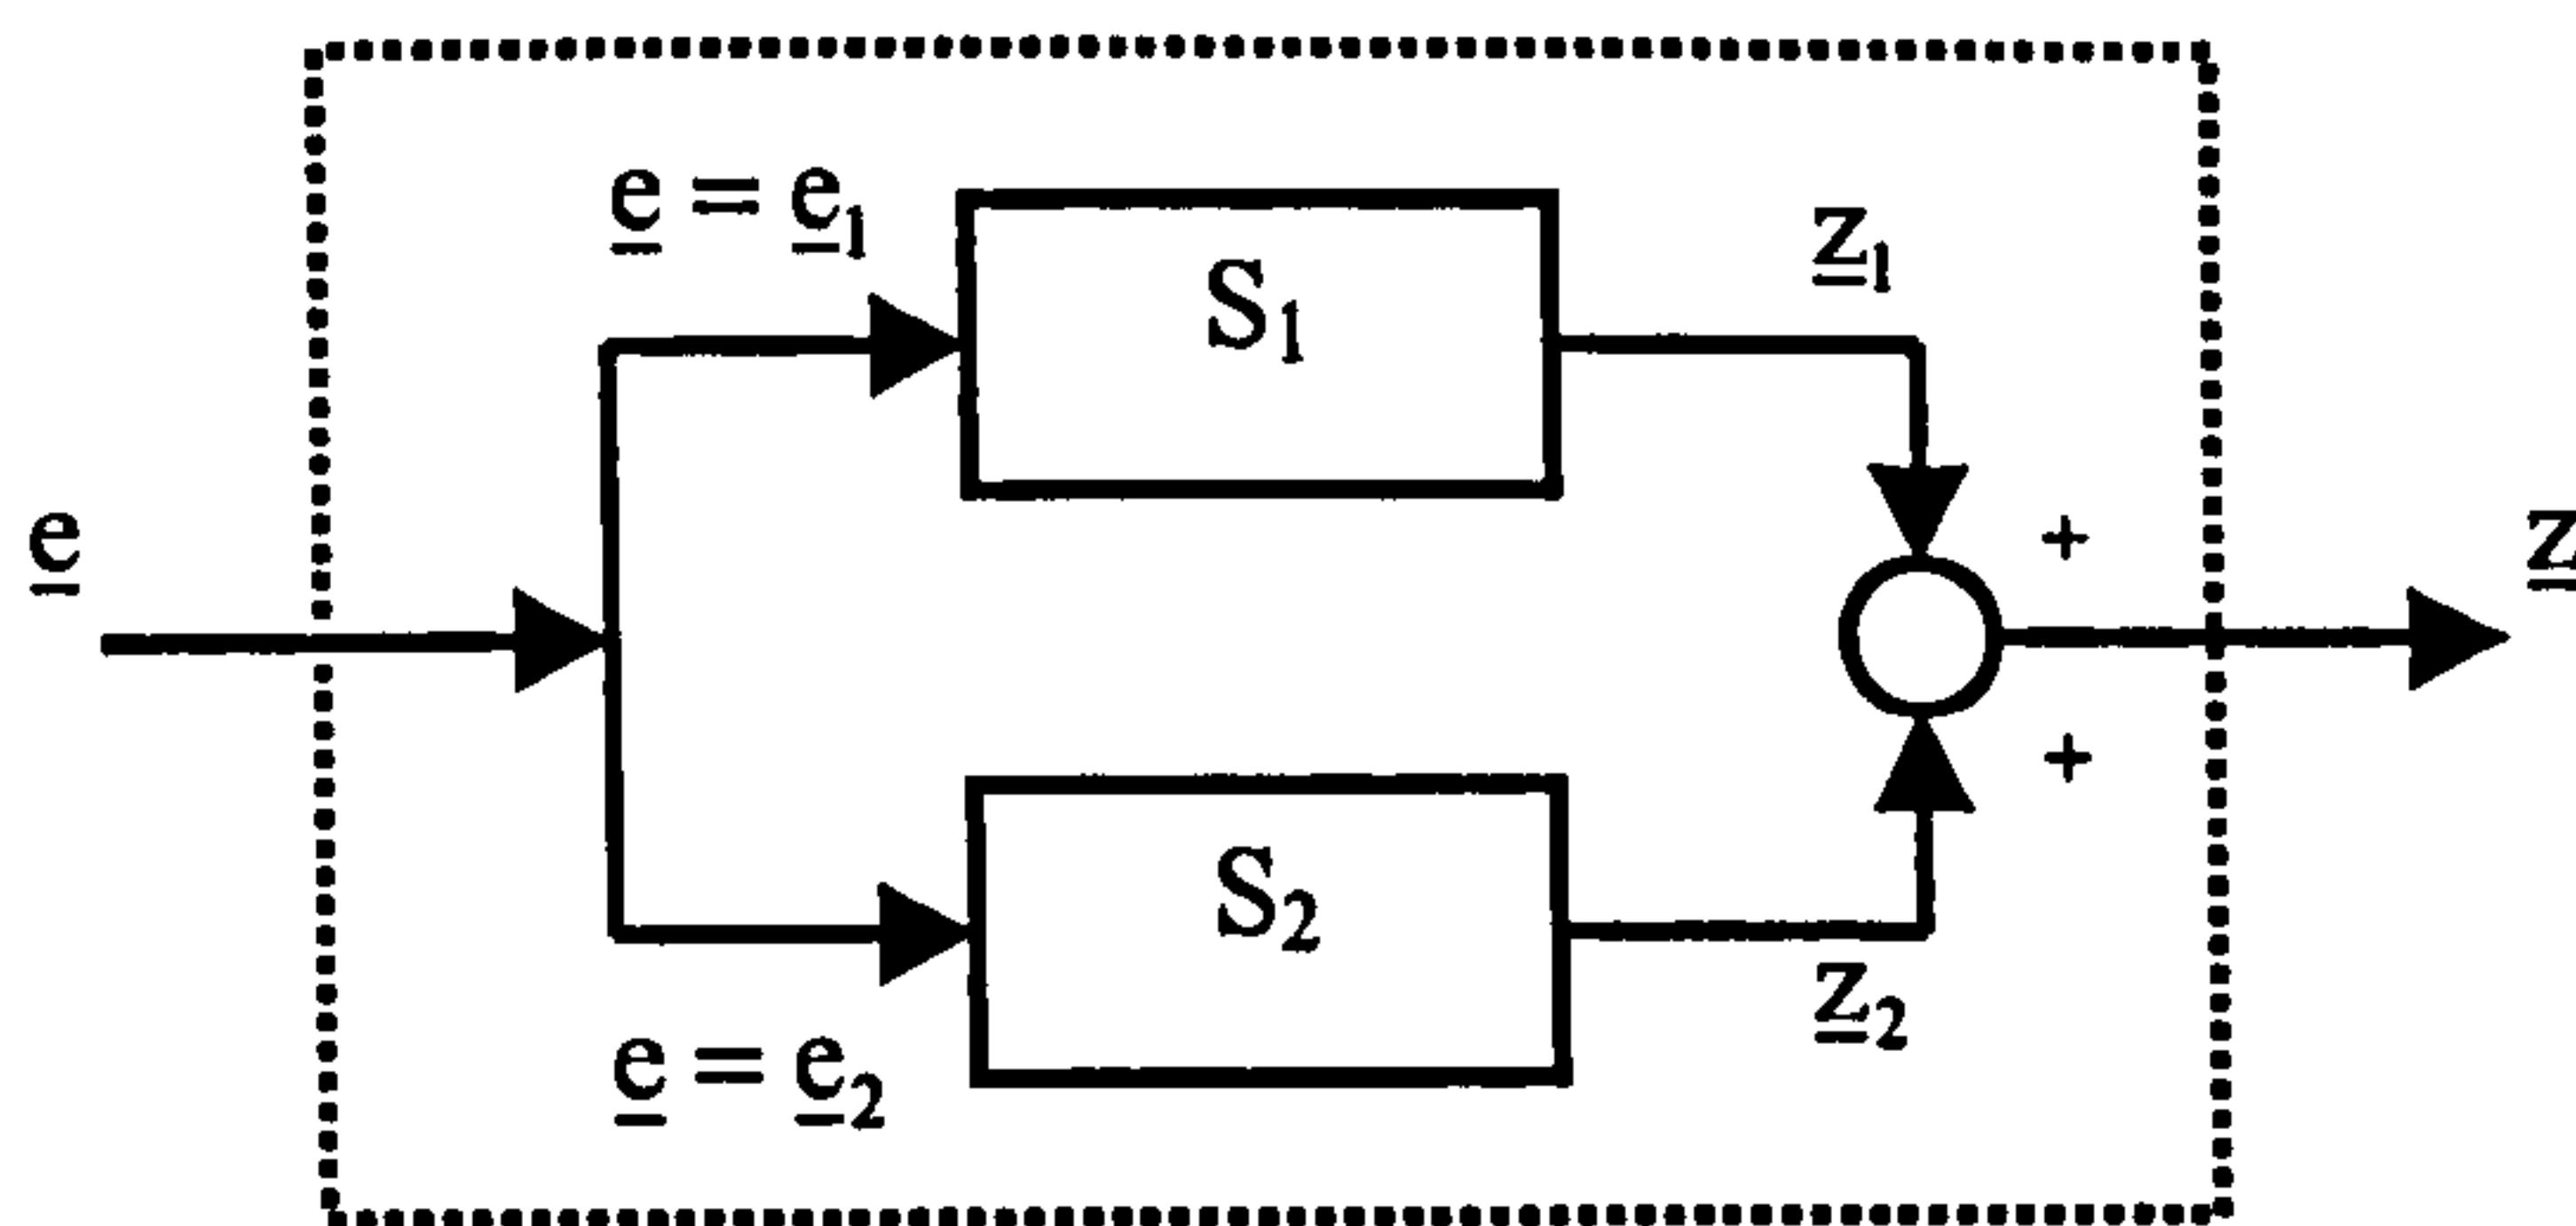 e = e₁
S₁
z₁
e
+
z
S₂
+
z₂
e = e₂